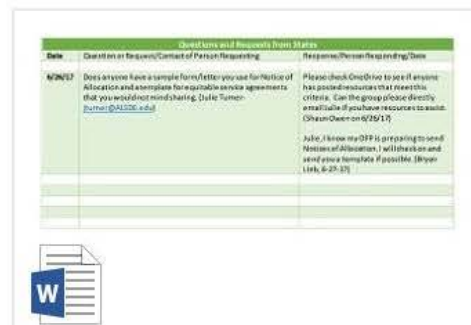 Questions and Requests from States
Date Question or Request/Contact of Person Requesting Response/Person Responding/Date
6/26/17 Does anyone have a sample form/letter you use for Notice of Please check OneDrive to see if anyone
Allocation and a template for equitable service agreements has posted resources that meet this
that you would not mind sharing. (Julie Turner- criteria. Can the group please directly
jturner@ALSDE.edu) email Julie if you have resources to assist.
(Shaun Owen on 6/26/17)
Julie, I know my OFP is preparing to send
Notices of Allocation. I will check on and
send you a template if possible. (Bryan
6-27-17)
W